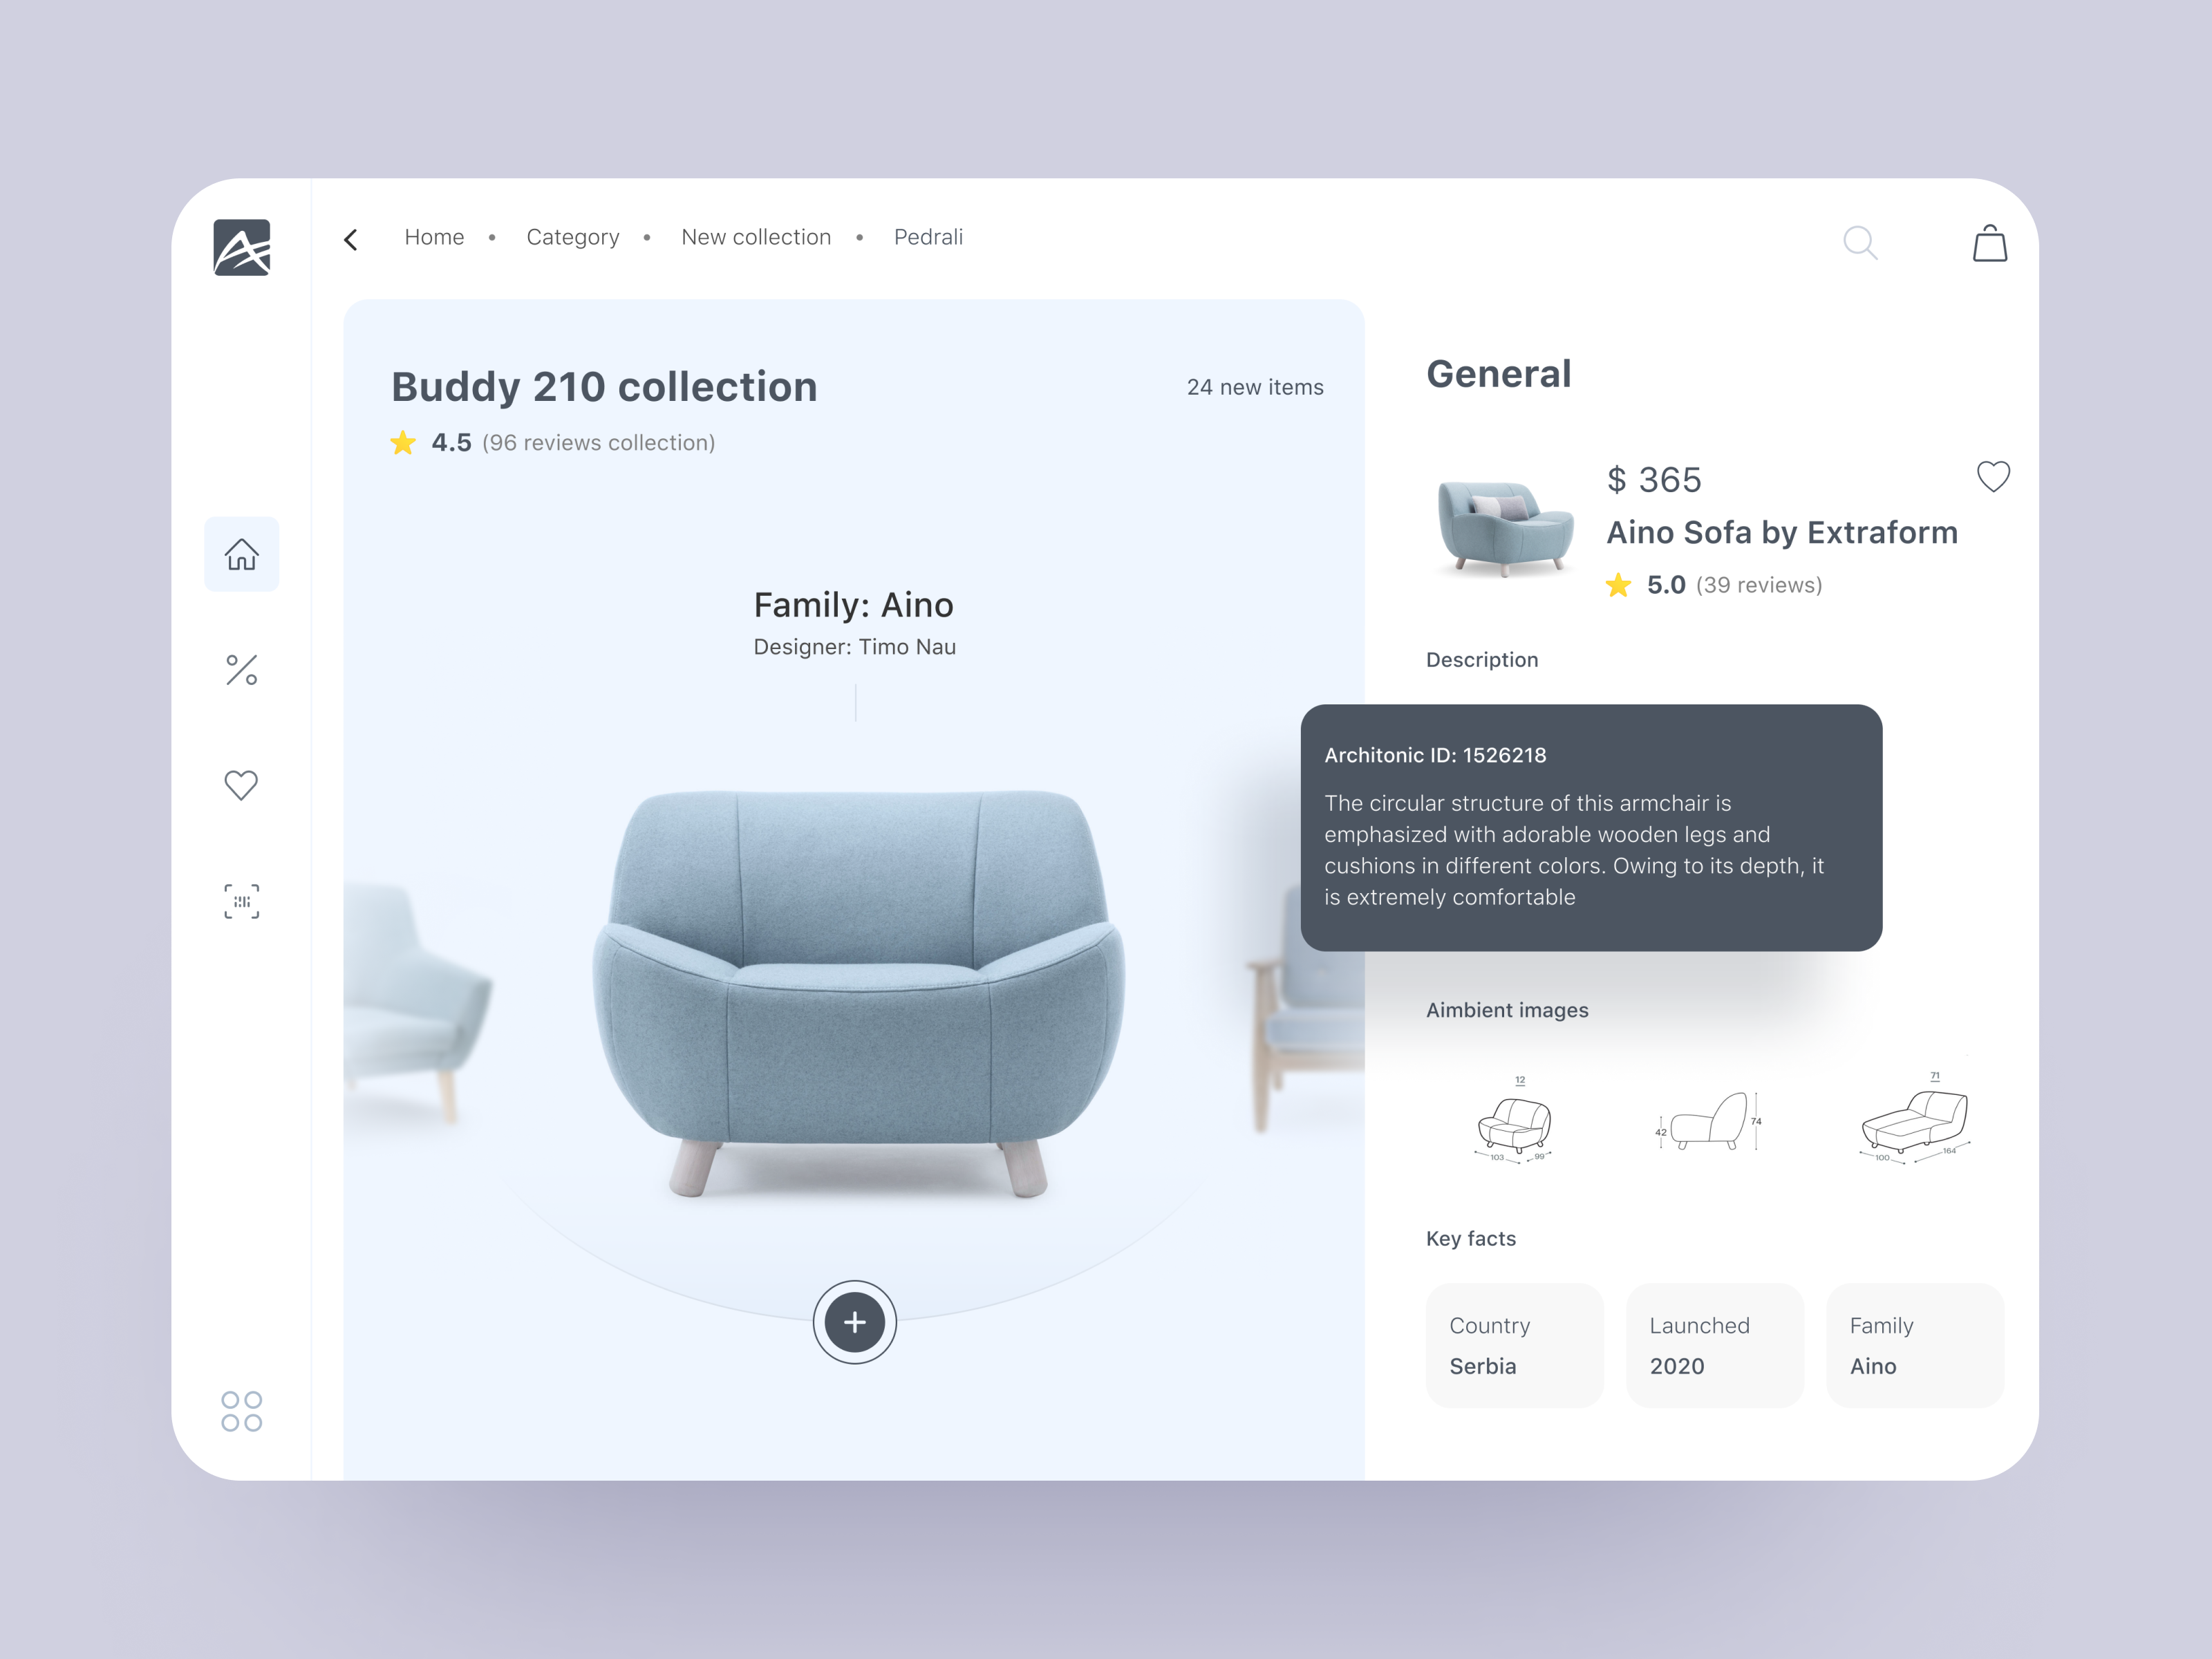 Home • Category • New collection • Pedrali
Buddy 210 collection
24 new items
4.5 (96 reviews collection)
Family: Aino
Designer: Timo Nau
General
$ 365
Aino Sofa by Extraform
5.0 (39 reviews)
Description
Architonic ID: 1526218
The circular structure of this armchair is
emphasized with adorable wooden legs and
cushions in different colors. Owing to its depth, it
is extremely comfortable
Aimbient images
12
103
99
42
74
71
100
164
Key facts
Country
Serbia
Launched
2020
Family
Aino